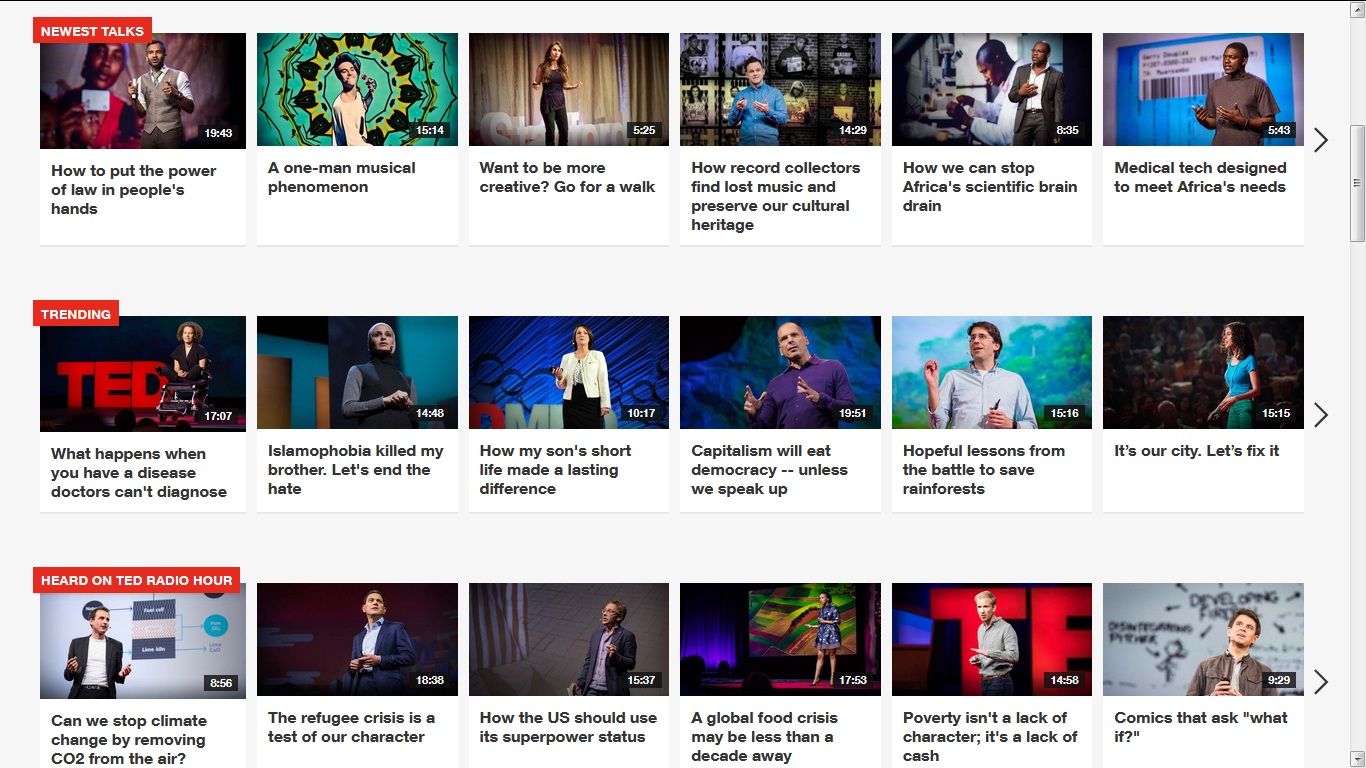 NEWEST TALKS
19:43
15:14
5:25
14:29
8:35
5:43
How to put the power
of law in people's
hands
A one-man musical
phenomenon
Want to be more
creative? Go for a walk
How record collectors
find lost music and
preserve our cultural
heritage
How we can stop
Africa's scientific brain
drain
Medical tech designed
to meet Africa's needs
TRENDING
TED
17:07
14:48
10:17
19:51
15:16
15:15
What happens when
you have a disease
doctors can't diagnose
Islamophobia killed my
brother. Let's end the
hate
How my son's short
life made a lasting
difference
Capitalism will eat
democracy -- unless
we speak up
Hopeful lessons from
the battle to save
rainforests
It’s our city. Let’s fix it
HEARD ON TED RADIO HOUR
Lime kiln
DEVELOPING
8:56
18:38
15:37
17:53
14:58
9:29
Can we stop climate
change by removing
CO2 from the air?
The refugee crisis is a
test of our character
How the US should use
its superpower status
A global food crisis
may be less than a
decade away
Poverty isn't a lack of
character; it's a lack of
cash
Comics that ask "what
if?"